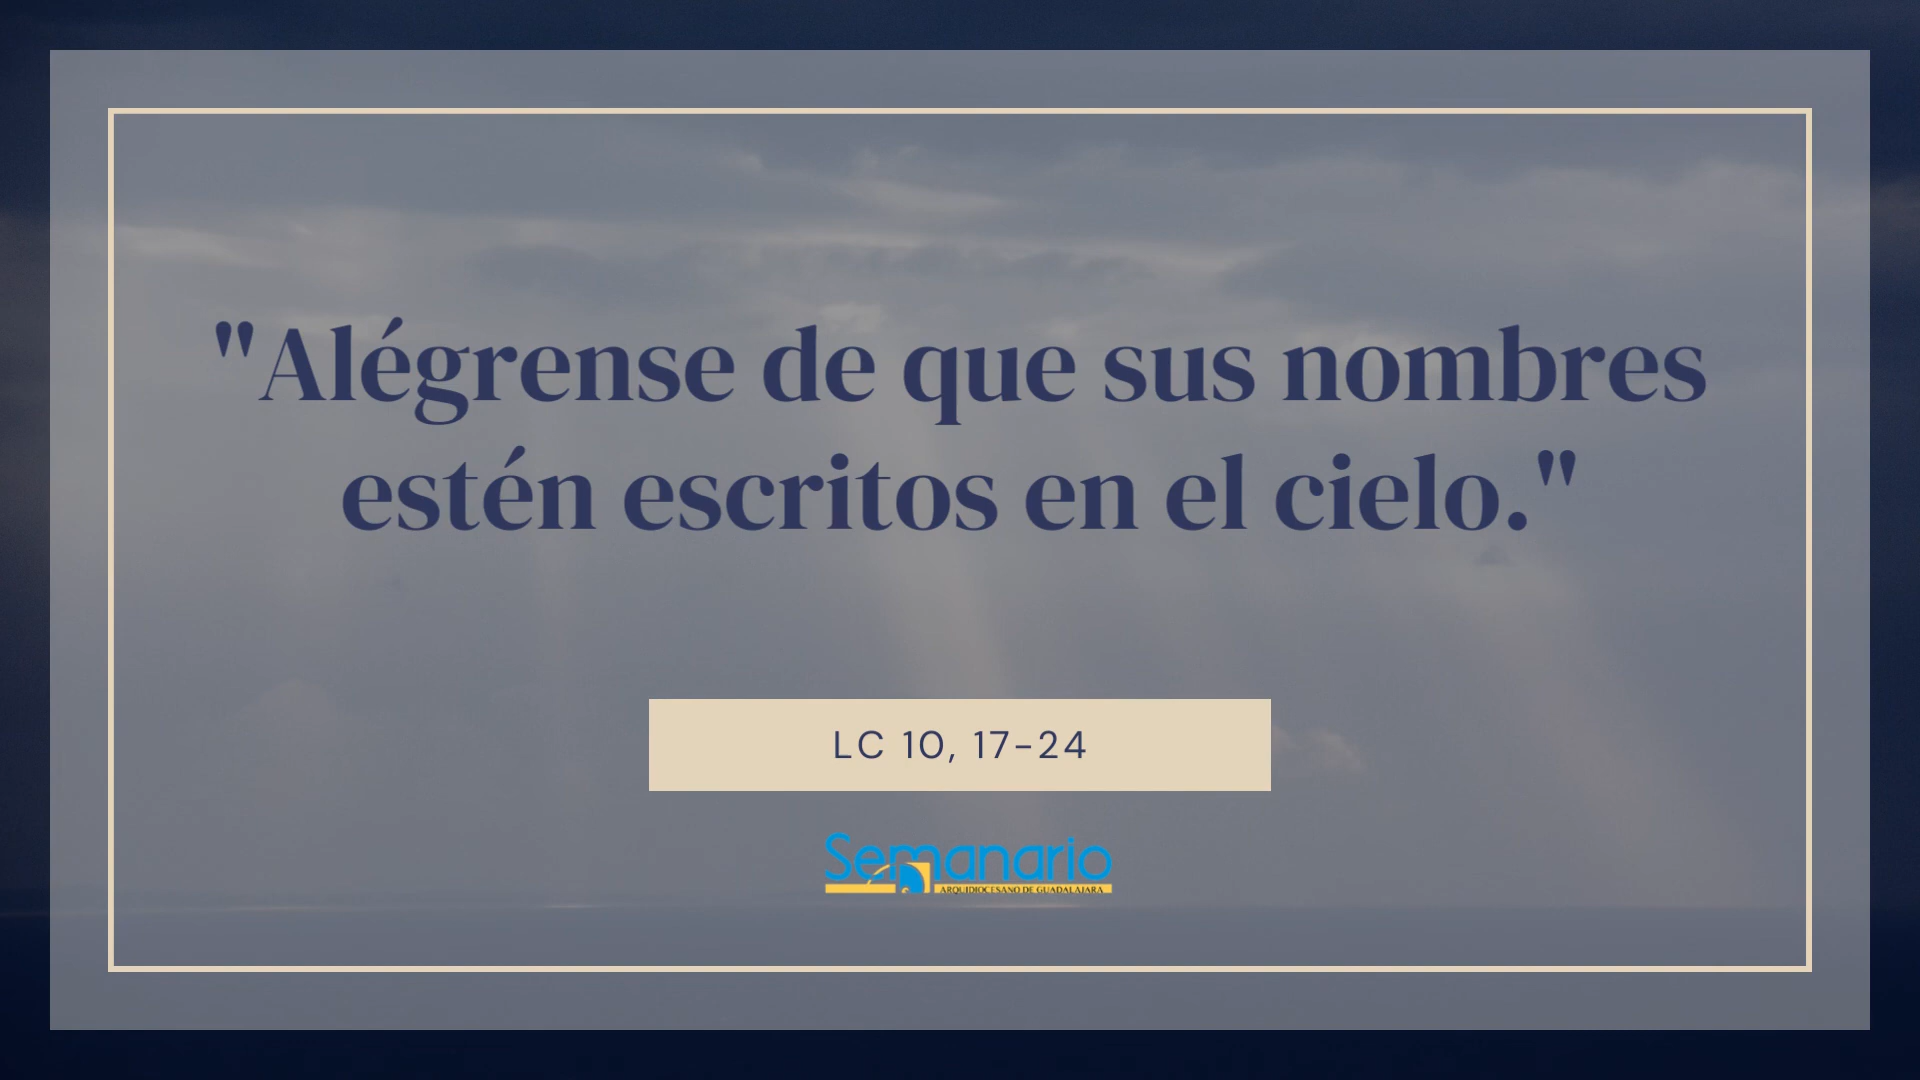 "Alégrense de que sus nombres
estén escritos en el cielo."
LC 10, 17-24
Semanario
ARQUIDIOCESANO DE GUADALAJARA